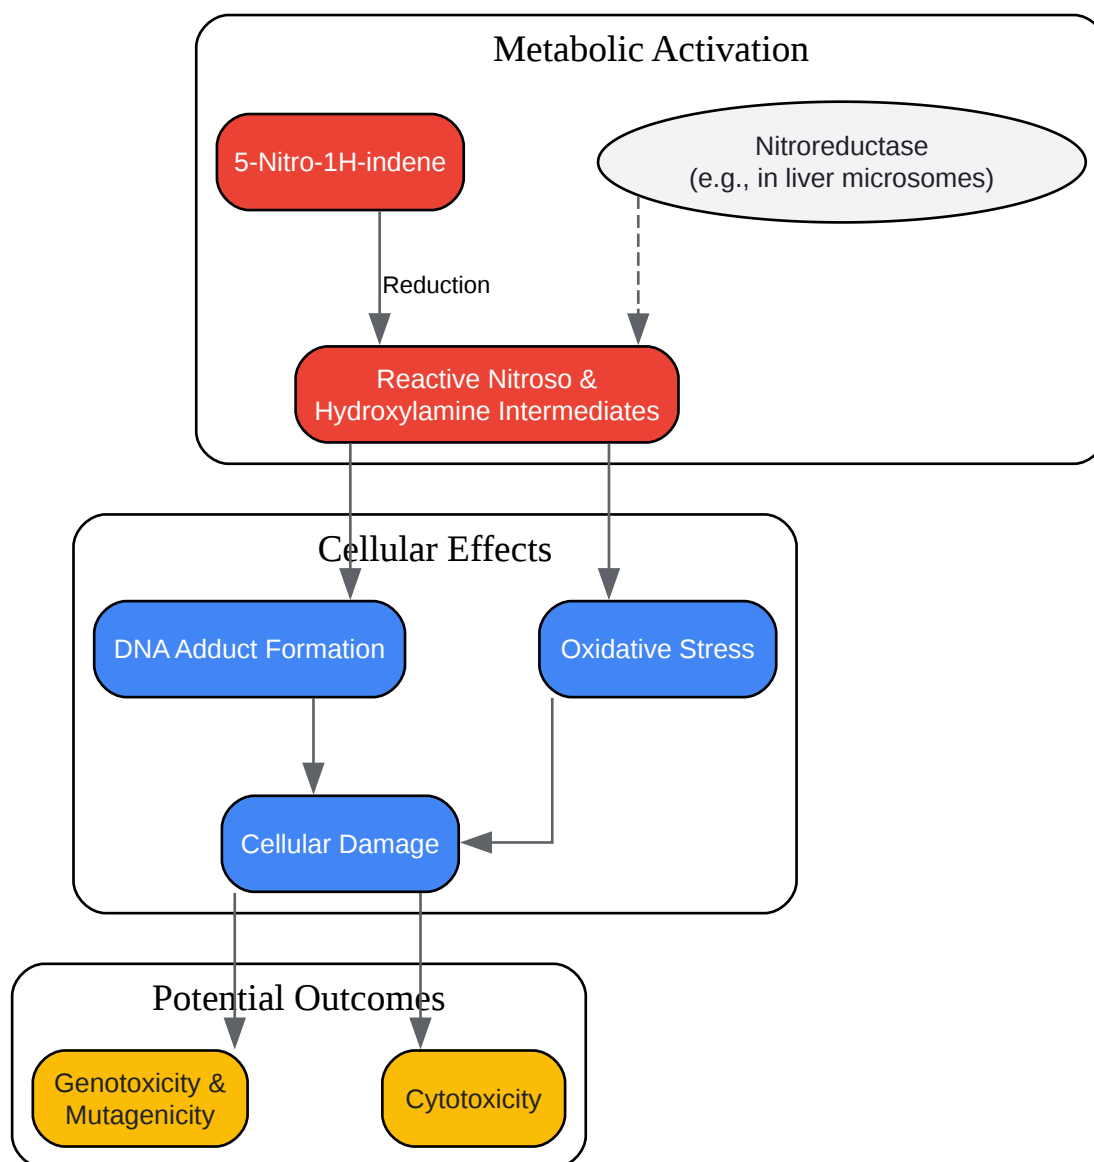 Metabolic Activation
5-Nitro-1H-indene
Nitroreductase
(e.g., in liver microsomes)
Reduction
Reactive Nitroso &
Hydroxylamine Intermediates
Cellular Effects
DNA Adduct Formation
Oxidative Stress
Cellular Damage
Potential Outcomes
Genotoxicity &
Mutagenicity
Cytotoxicity